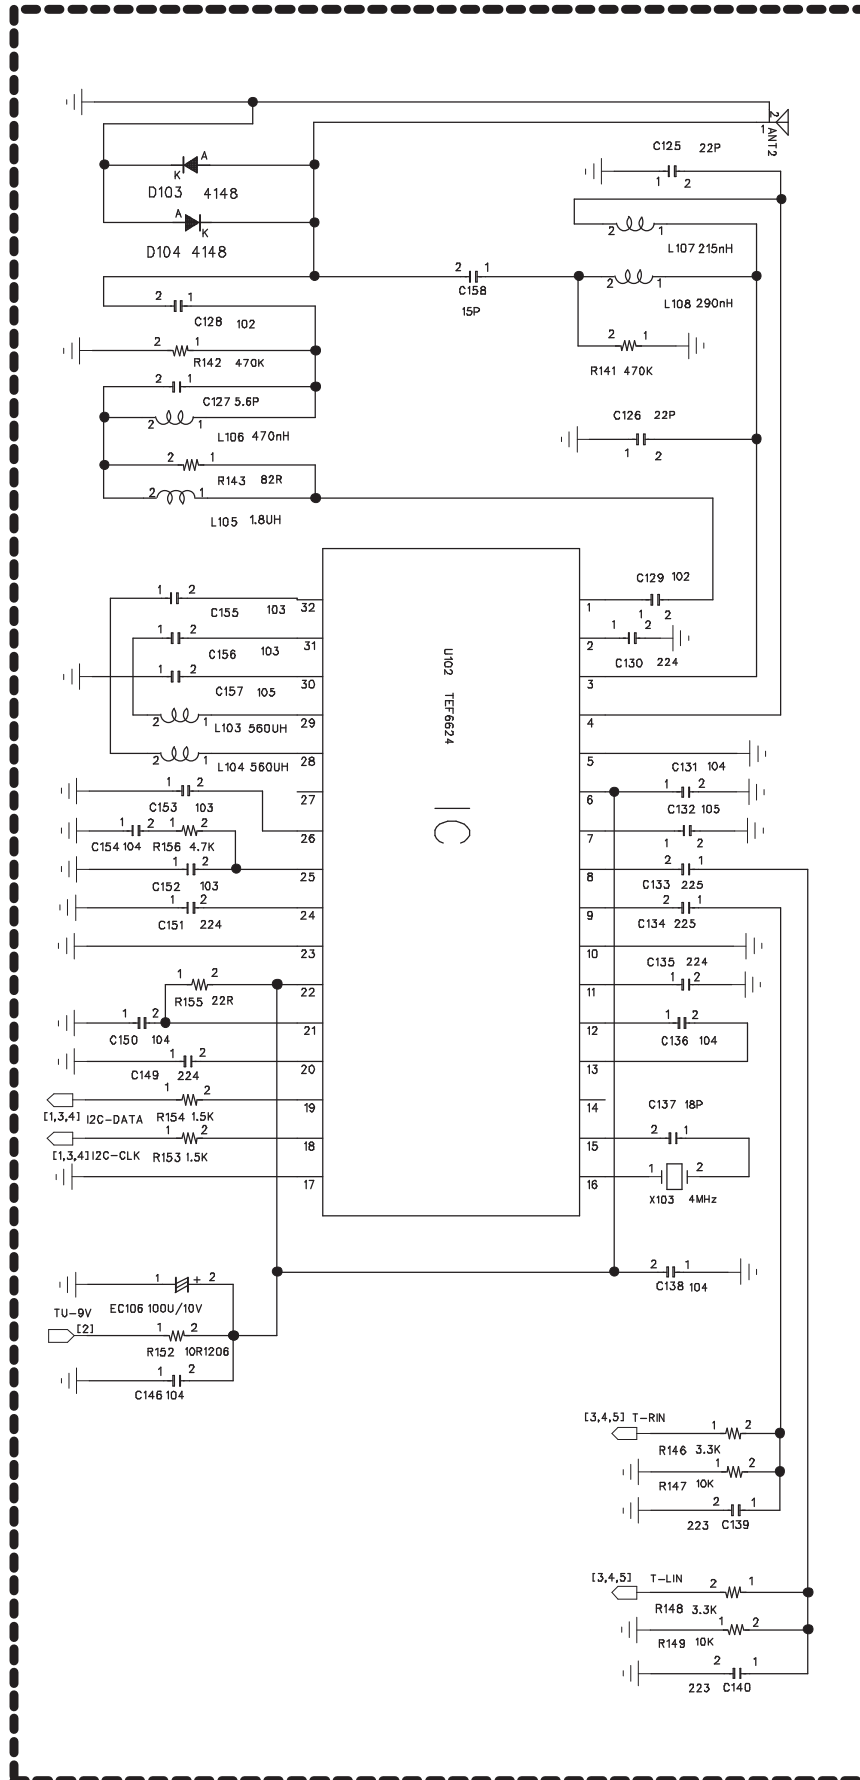 2
1
ANT2
C125 22P
1 2
A
K
D103 4148
A
K
D104 4148
2 1
L107 215nH
2 1
C158
15P
2 1
L108 290nH
2 1
C128 102
2 1
R142 470K
2 1
R141 470K
2 1
C127 5.6P
2 1
L106 470nH
C126 22P
1 2
2 1
R143 82R
2 1
L105 1.8UH
U102 TEF6624
IC
1 2
C155 103
32
1 2
C156 103
31
1 2
C157 105
30
2 1
L103 560UH
29
2 1
L104 560UH
28
27
1 2
C153 103
26
1 2
C154 104
1 2
R156 4.7K
1 2
C152 103
25
1 2
C151 224
24
23
1 2
R155 22R
22
1 2
C150 104
21
1 2
C149 224
20
1 2
[1,3,4] I2C-DATA
R154 1.5K
19
1 2
[1,3,4] I2C-CLK
R153 1.5K
18
17
C129 102
1
1 2
1 2
C130 224
2
3
4
5
C131 104
1 2
6
C132 105
1 2
7
2 1
C133 225
8
2 1
C134 225
9
10
C135 224
1 2
11
1 2
C136 104
12
13
14
C137 18P
2 1
15
1 2
X103 4MHz
16
2 1
C138 104
1 + 2
EC106 100U/10V
TU-9V
[2]
1 2
R152 10R1206
1 2
C146 104
[3,4,5] T-RIN
1 2
R146 3.3K
1 2
R147 10K
2 1
223 C139
[3,4,5] T-LIN
2 1
R148 3.3K
1 2
R149 10K
2 1
223 C140